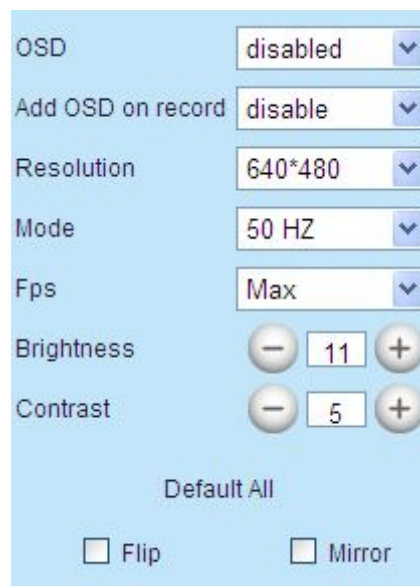 OSD disabled
Add OSD on record disable
Resolution 640*480
Mode 50 HZ
Fps Max
Brightness 11
Contrast 5
Default All
Flip Mirror